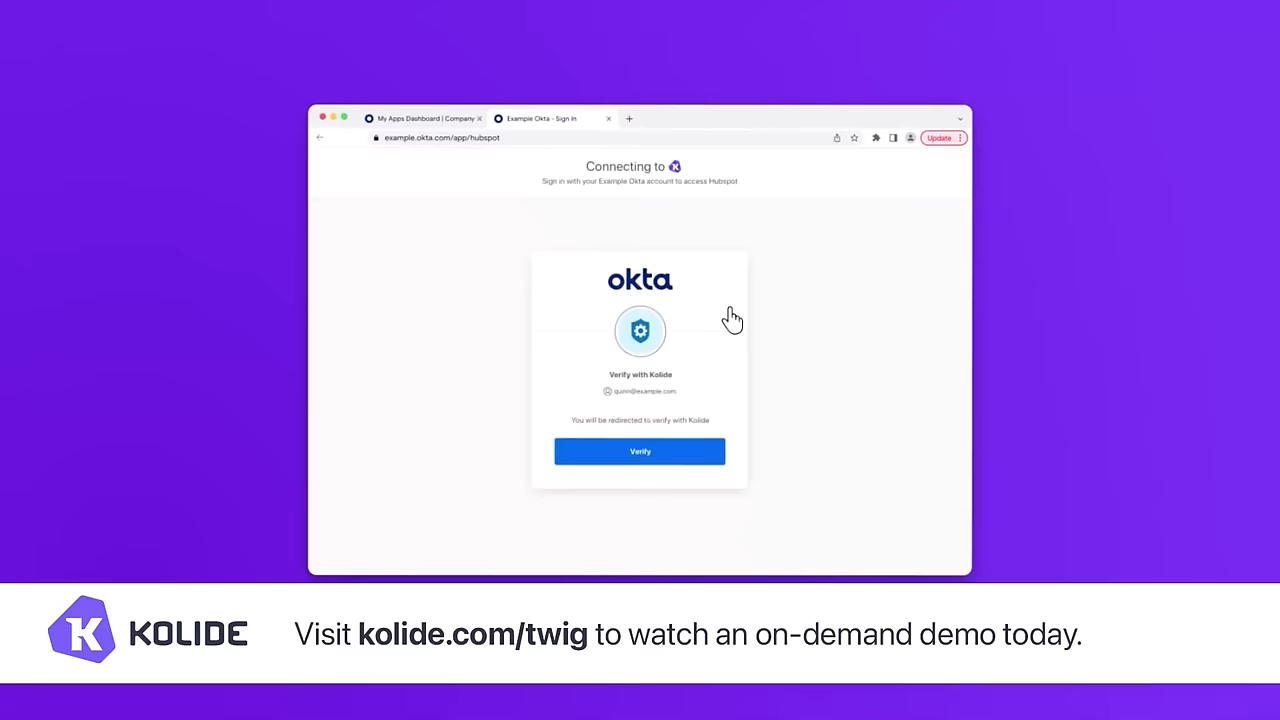 My Apps Dashboard | Company
Example Okta - Sign In
example.okta.com/app/hubspot
Update
Connecting to
Sign in with your Example Okta account to access Hubspot
okta
Verify with Kolide
quinn@example.com
You will be redirected to verify with Kolide
Verify
K KOLIDE
Visit kolide.com/twig to watch an on-demand demo today.